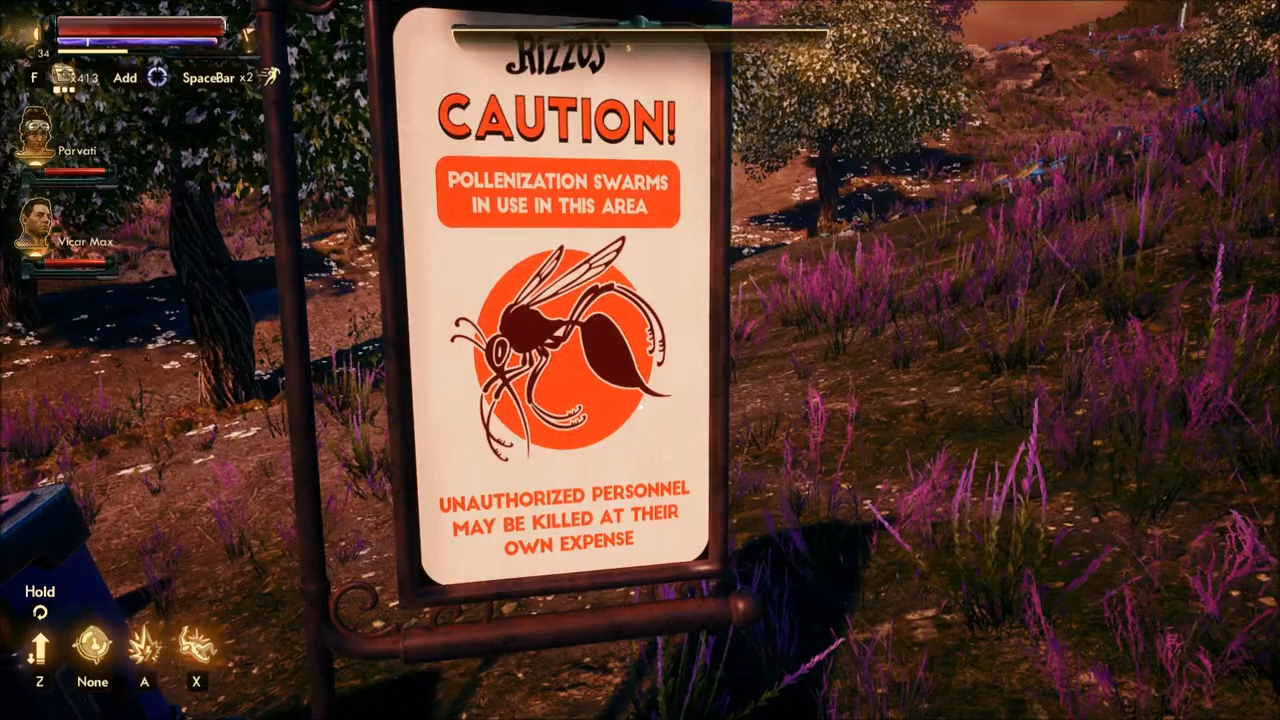 RIZZO'S
CAUTION!
POLLENIZATION SWARMS
IN USE IN THIS AREA
UNAUTHORIZED PERSONNEL
MAY BE KILLED AT THEIR
OWN EXPENSE
S
34
F x413 Add SpaceBar x2
Parvati
Vicar Max
Hold
Z None A X